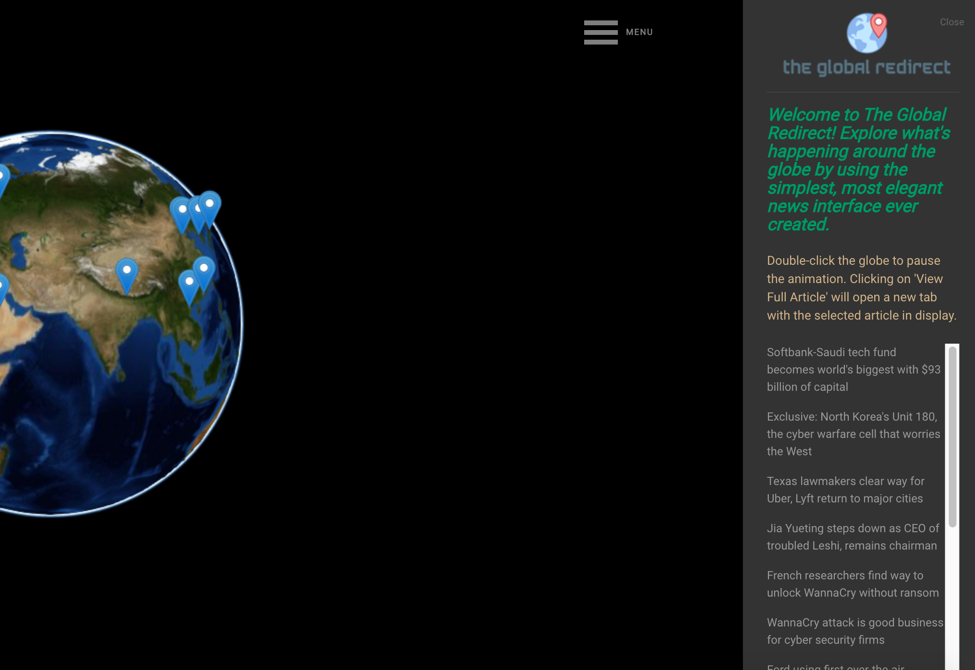 MENU
Close
the global redirect
Welcome to The Global
Redirect! Explore what's
happening around the
globe by using the
simplest, most elegant
news interface ever
created.
Double-click the globe to pause
the animation. Clicking on 'View
Full Article' will open a new tab
with the selected article in display.
Softbank-Saudi tech fund
becomes world's biggest with $93
billion of capital
Exclusive: North Korea's Unit 180,
the cyber warfare cell that worries
the West
Texas lawmakers clear way for
Uber, Lyft return to major cities
Jia Yueting steps down as CEO of
troubled Leshi, remains chairman
French researchers find way to
unlock WannaCry without ransom
WannaCry attack is good business
for cyber security firms
Ford using first over-the-air